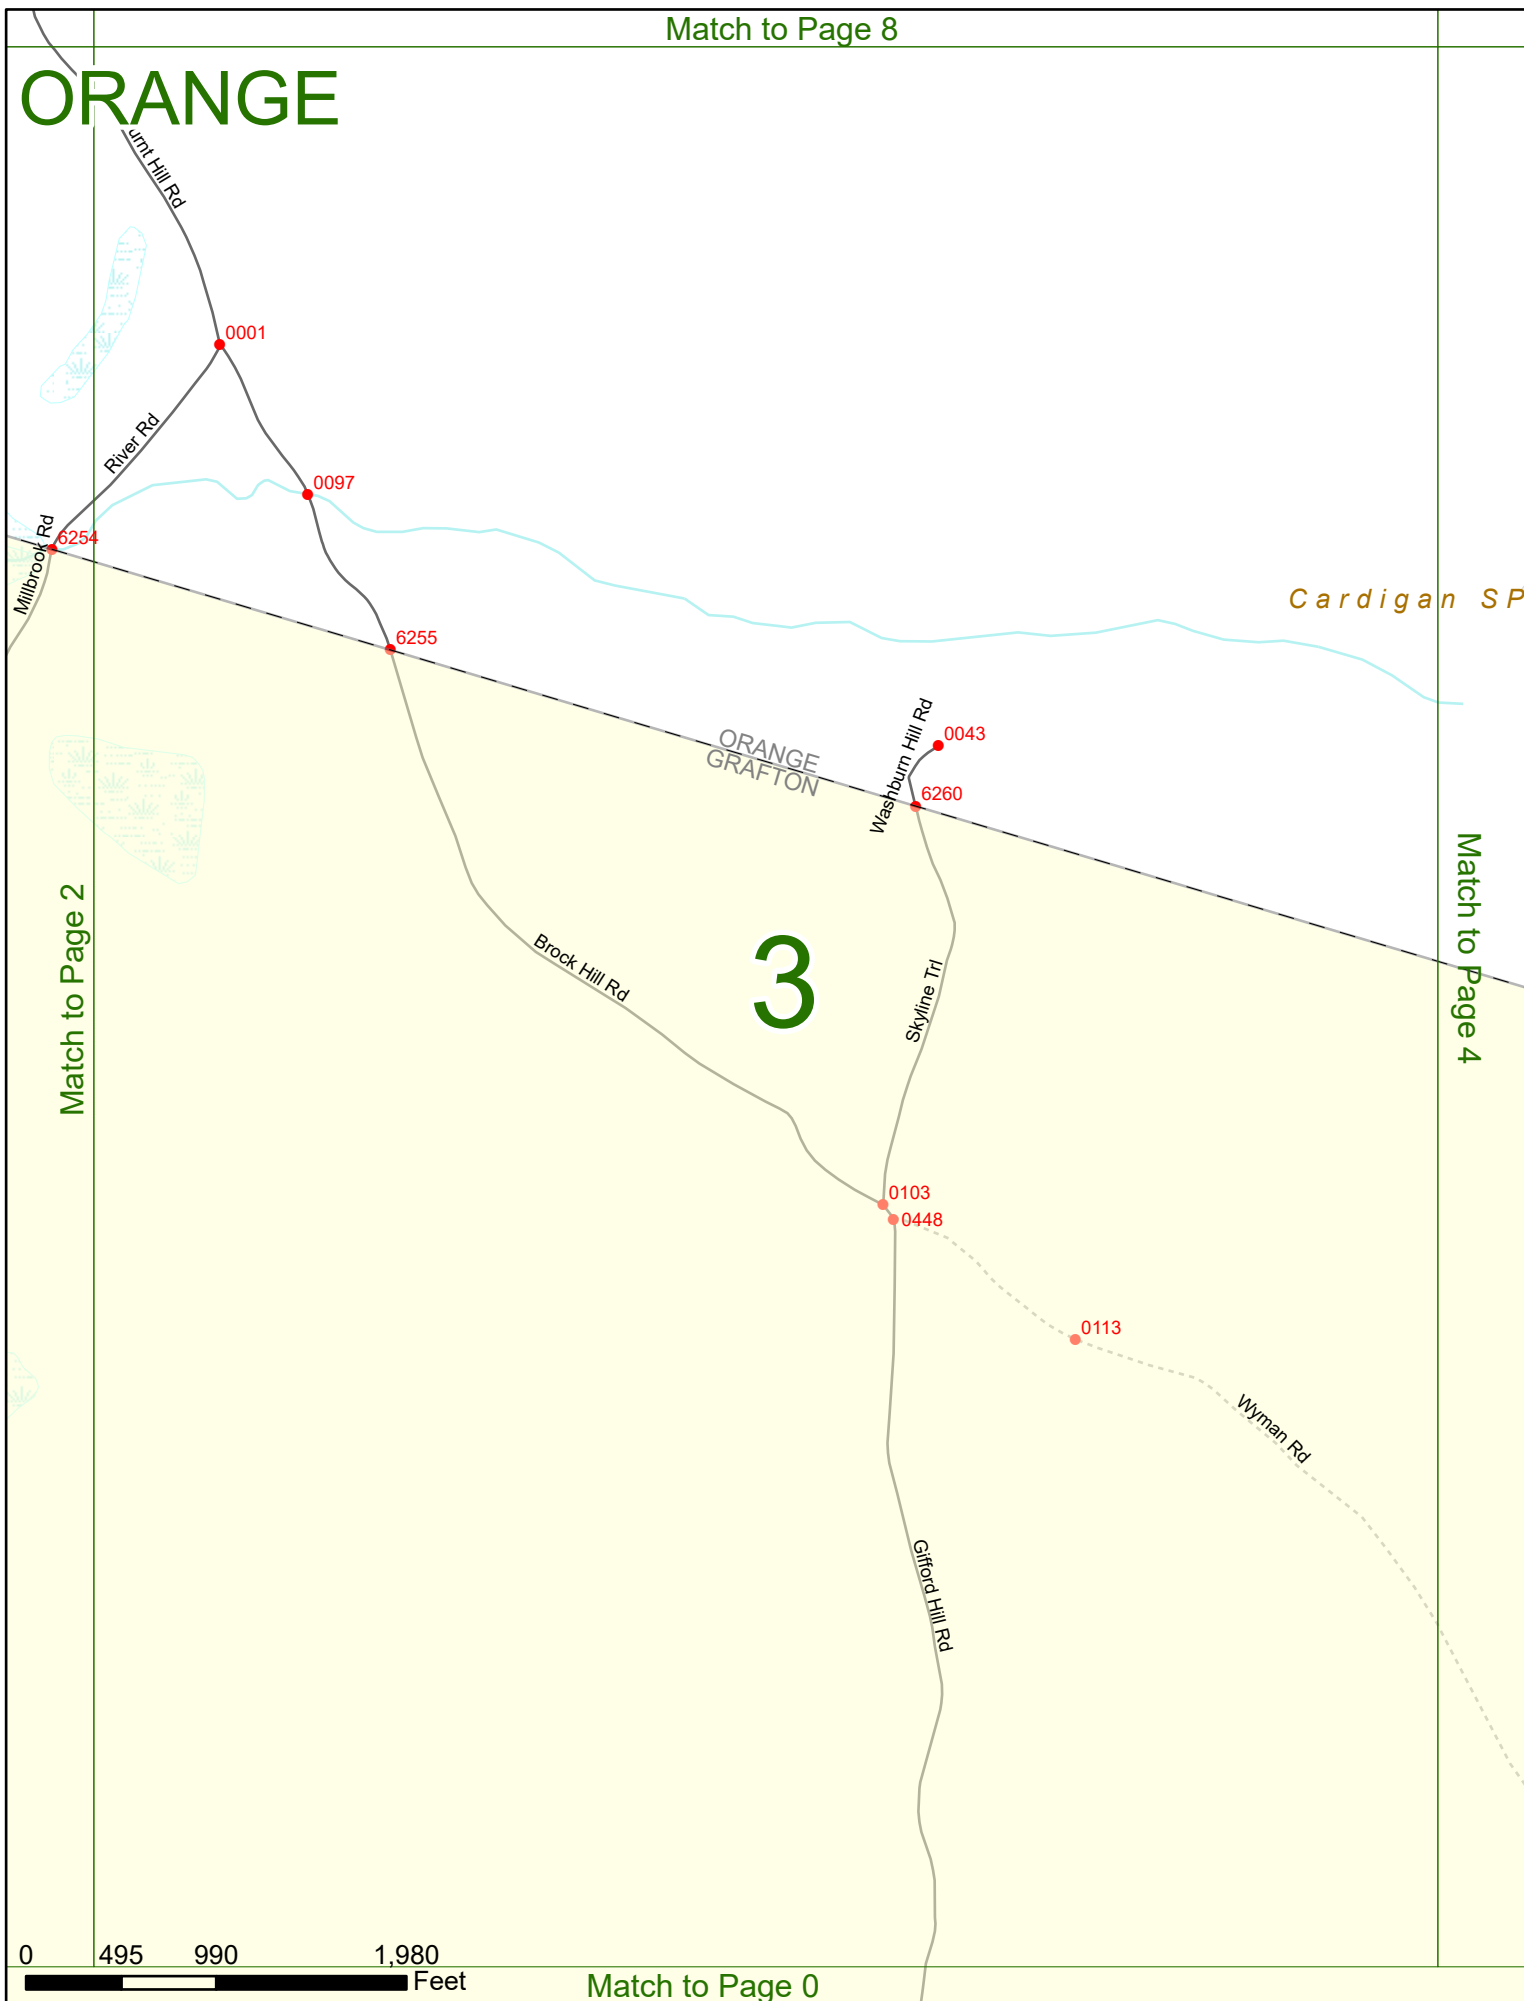 Match to Page 8
ORANGE
urnt Hill Rd
0001
River Rd
0097
Millbrook Rd
6254
Cardigan SP
6255
ORANGE
GRAFTON
Washburn Hill Rd
0043
6260
Match to Page 2
Match to Page 4
3
Brock Hill Rd
Skyline Trl
0103
0448
0113
Wyman Rd
Gifford Hill Rd
0 495 990 1,980
Feet
Match to Page 0